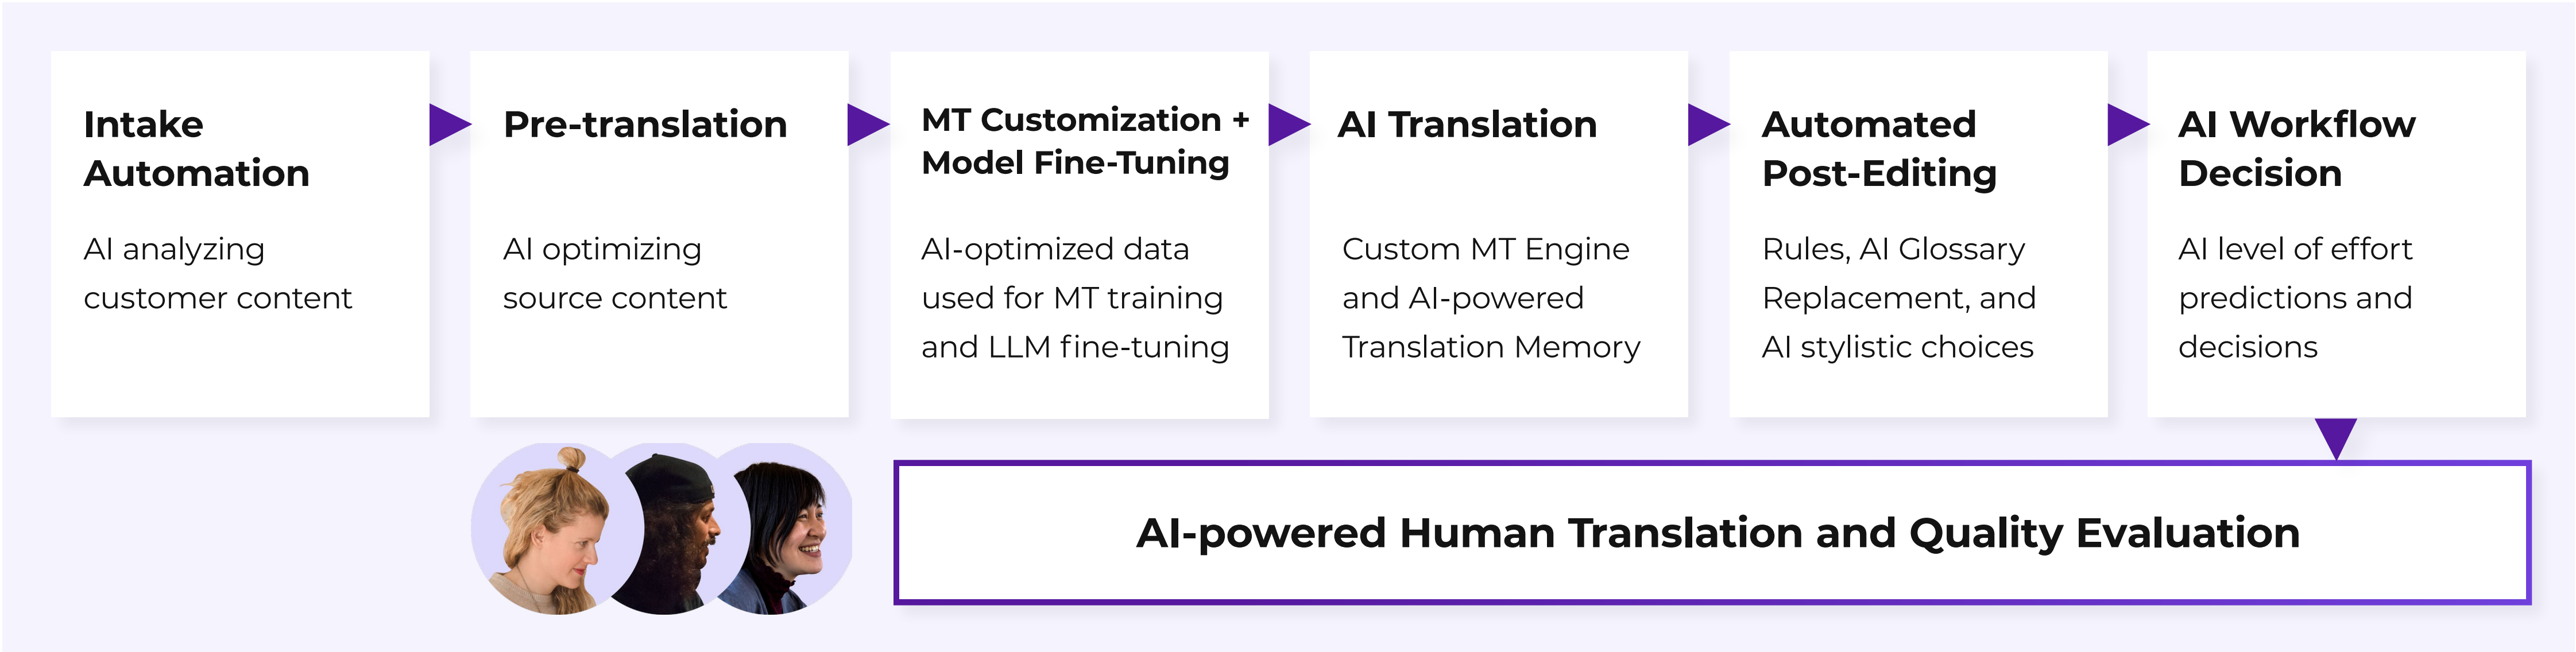 Intake
Automation
AI analyzing
customer content
Pre-translation
AI optimizing
source content
MT Customization +
Model Fine-Tuning
AI-optimized data
used for MT training
and LLM fine-tuning
AI Translation
Custom MT Engine
and AI-powered
Translation Memory
Automated
Post-Editing
Rules, AI Glossary
Replacement, and
AI stylistic choices
AI Workflow
Decision
AI level of effort
predictions and
decisions
AI-powered Human Translation and Quality Evaluation